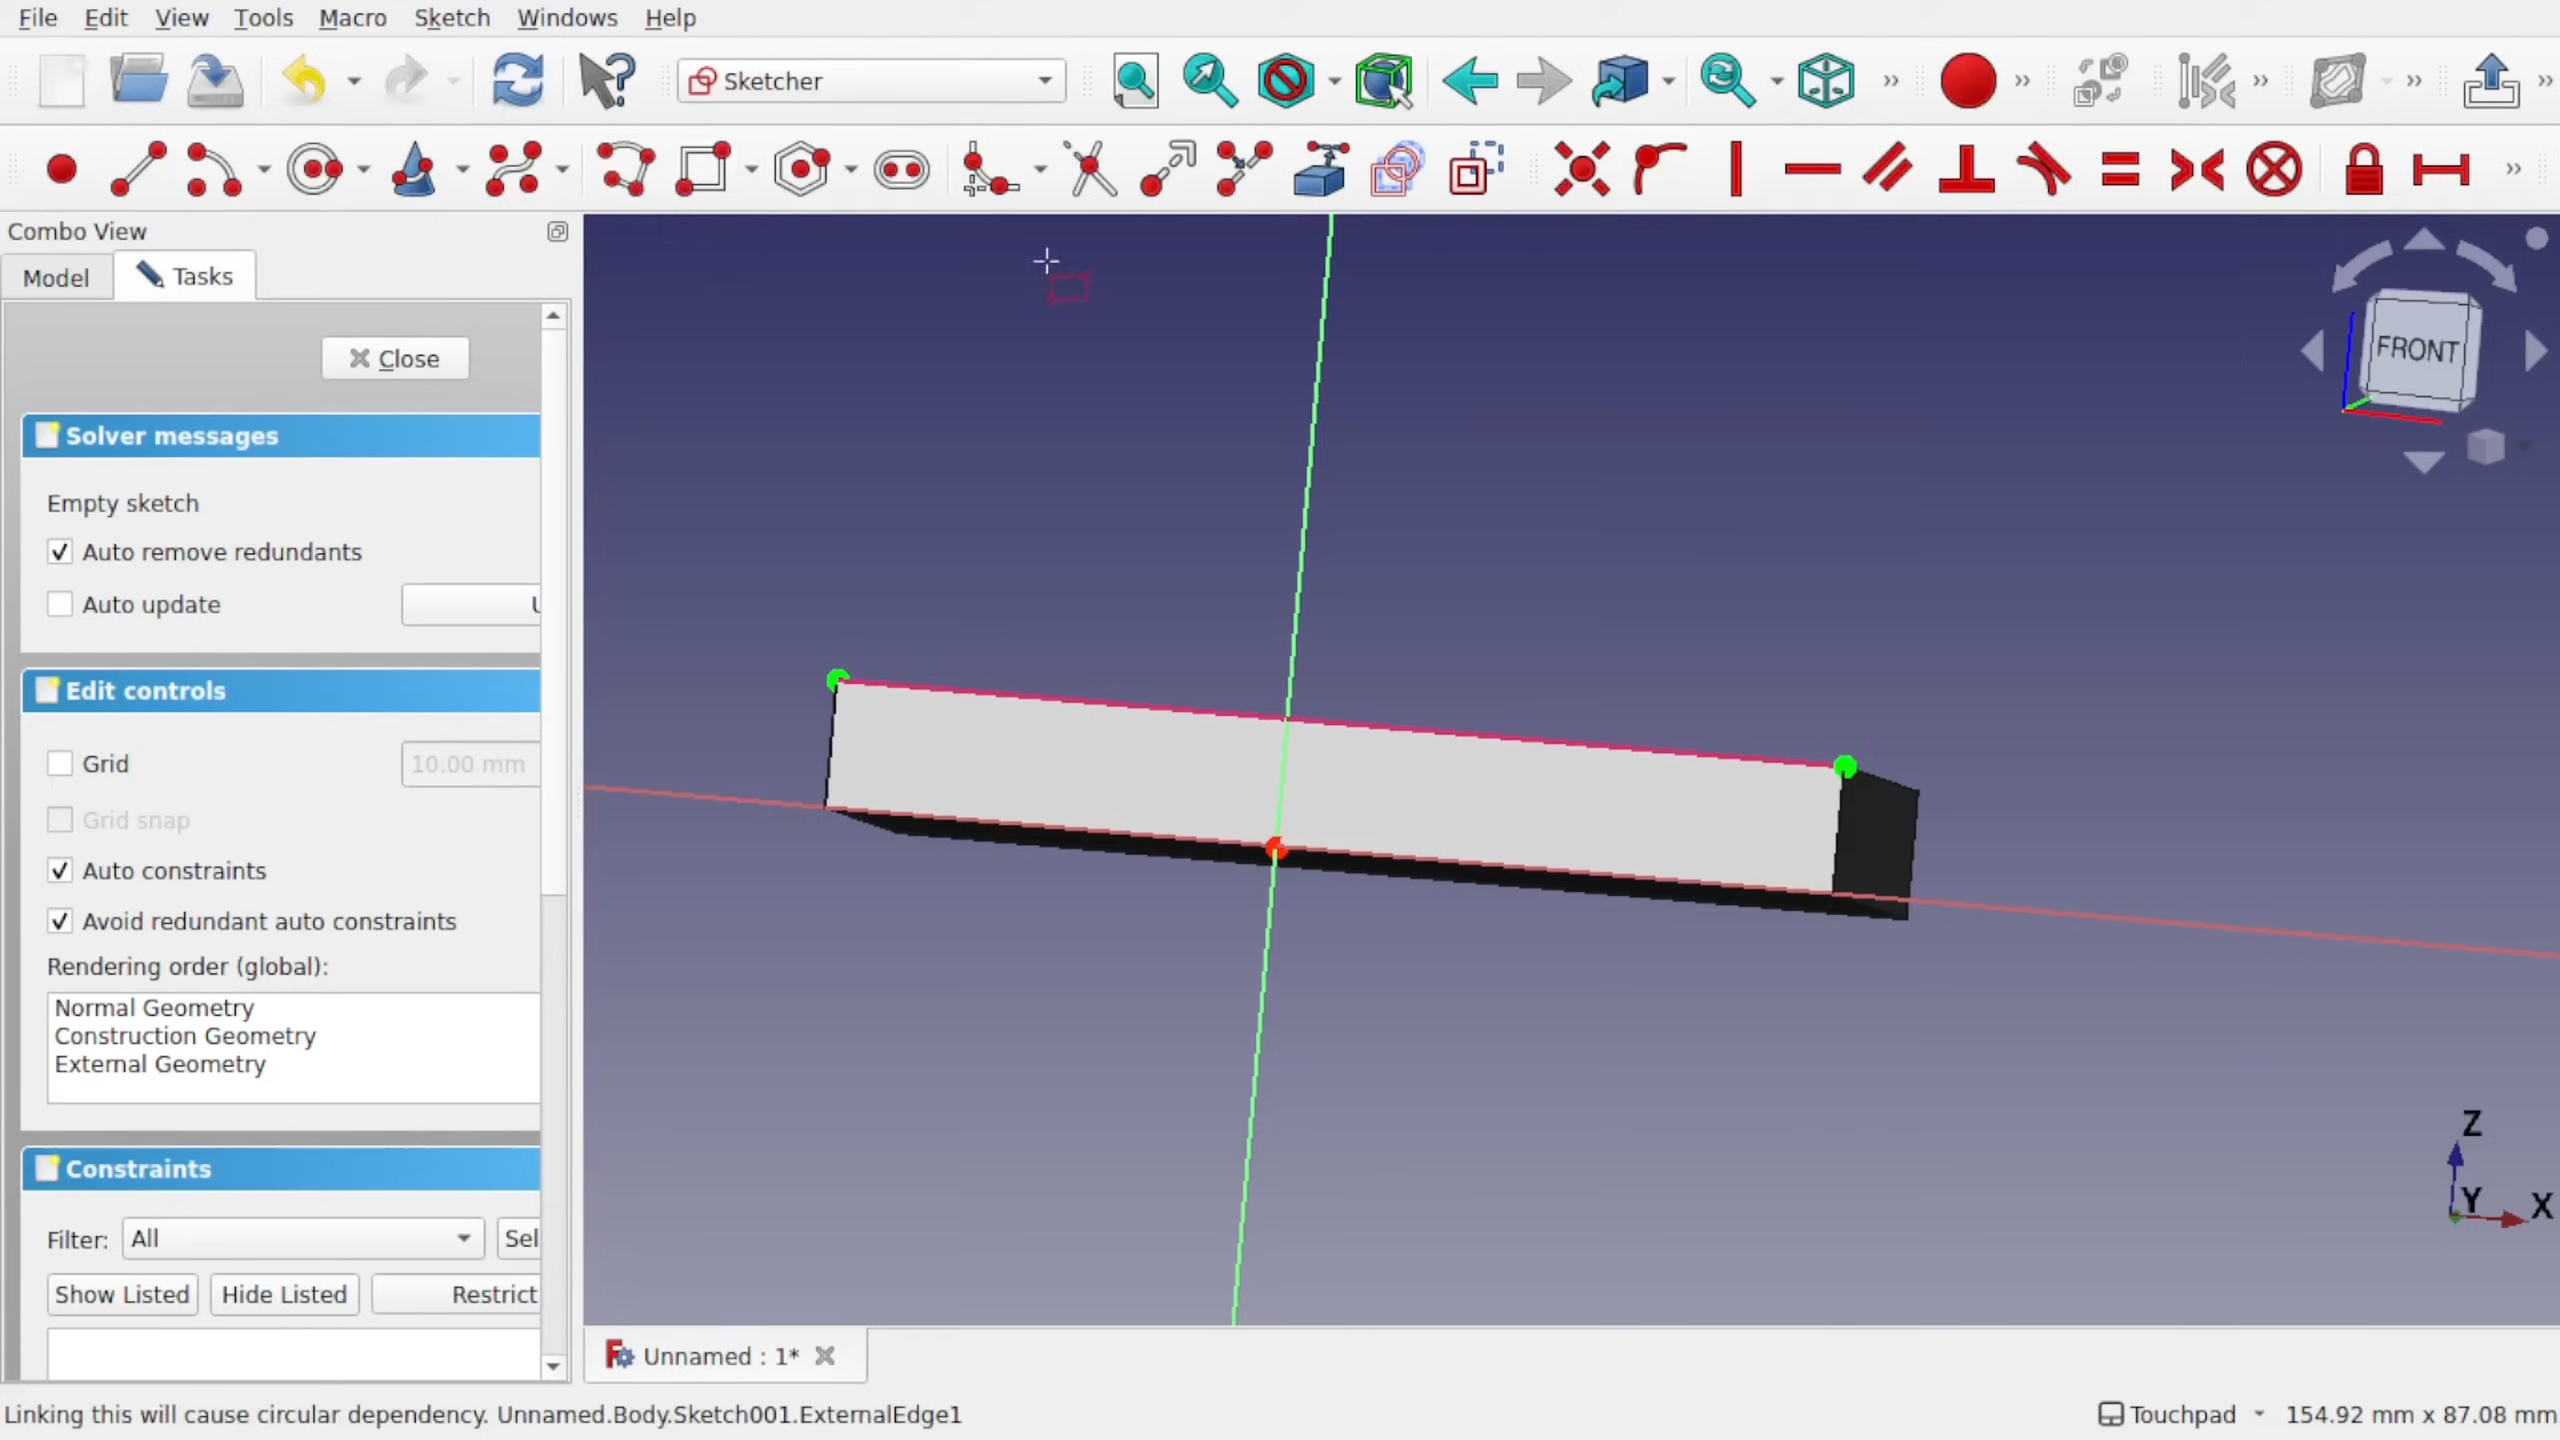 File Edit View Tools Macro Sketch Windows Help
Sketcher
Combo View
Model Tasks
Close
Solver messages
Empty sketch
Auto remove redundants
Auto update U
Edit controls
Grid 10.00 mm
Grid snap
Auto constraints
Avoid redundant auto constraints
Rendering order (global):
Normal Geometry
Construction Geometry
External Geometry
Constraints
Filter: All Sel
Show Listed Hide Listed Restrict
FRONT
Z
Y X
Unnamed : 1*
Linking this will cause circular dependency. Unnamed.Body.Sketch001.ExternalEdge1
Touchpad 154.92 mm x 87.08 mm